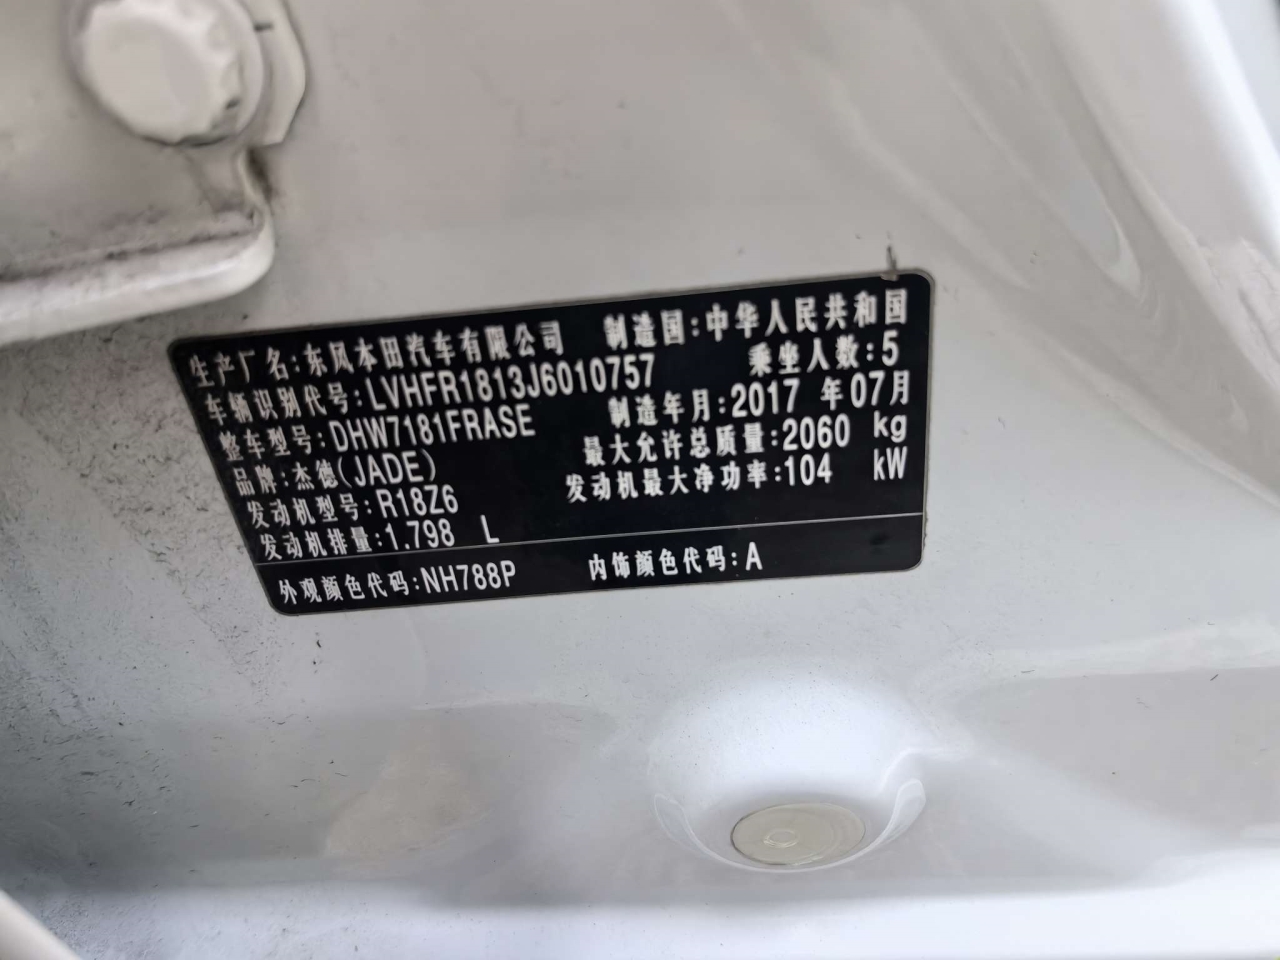 生产厂名:东风本田汽车有限公司 制造国:中华人民共和国
车辆识别代号:LVHFR1813J6010757 乘坐人数:5
整车型号:DHW7181FRASE 制造年月:2017 年07月
品牌:杰德(JADE) 最大允许总质量:2060 kg
发动机型号:R18Z6 发动机最大净功率:104 kW
发动机排量:1.798 L
外观颜色代码:NH788P 内饰颜色代码:A